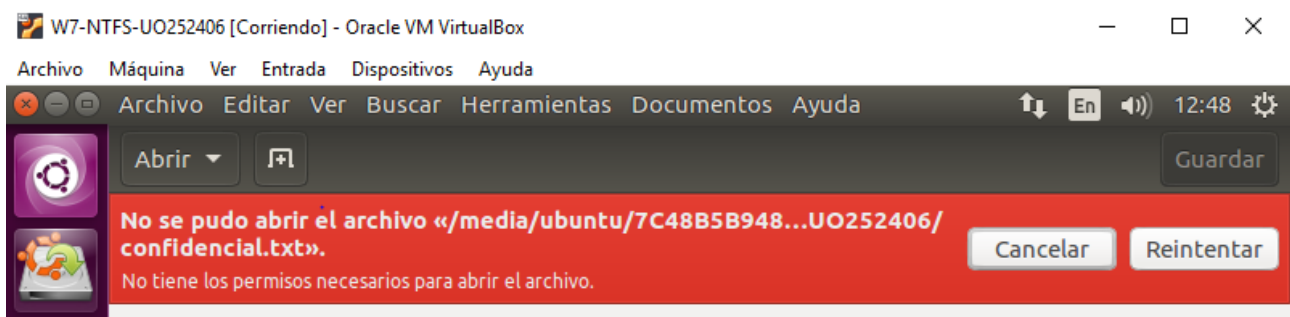 W7-NTFS-UO252406 [Corriendo] - Oracle VM VirtualBox
Archivo Máquina Ver Entrada Dispositivos Ayuda
Archivo Editar Ver Buscar Herramientas Documentos Ayuda En 12:48
Abrir Guardar
No se pudo abrir el archivo «/media/ubuntu/7C48B5B948...UO252406/
confidencial.txt».
Cancelar Reintentar
No tiene los permisos necesarios para abrir el archivo.